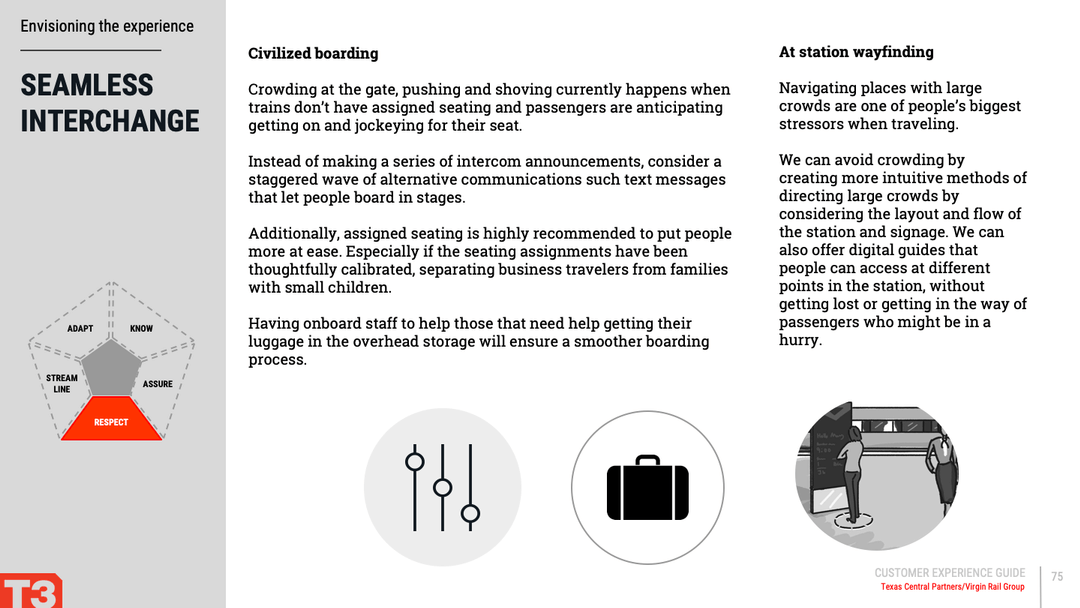 Envisioning the experience
SEAMLESS
INTERCHANGE
ADAPT
KNOW
STREAM
LINE
ASSURE
RESPECT
T3
Civilized boarding
Crowding at the gate, pushing and shoving currently happens when
trains don’t have assigned seating and passengers are anticipating
getting on and jockeying for their seat.
Instead of making a series of intercom announcements, consider a
staggered wave of alternative communications such text messages
that let people board in stages.
Additionally, assigned seating is highly recommended to put people
more at ease. Especially if the seating assignments have been
thoughtfully calibrated, separating business travelers from families
with small children.
Having onboard staff to help those that need help getting their
luggage in the overhead storage will ensure a smoother boarding
process.
At station wayfinding
Navigating places with large
crowds are one of people’s biggest
stressors when traveling.
We can avoid crowding by
creating more intuitive methods of
directing large crowds by
considering the layout and flow of
the station and signage. We can
also offer digital guides that
people can access at different
points in the station, without
getting lost or getting in the way of
passengers who might be in a
hurry.
CUSTOMER EXPERIENCE GUIDE
Texas Central Partners/Virgin Rail Group
75